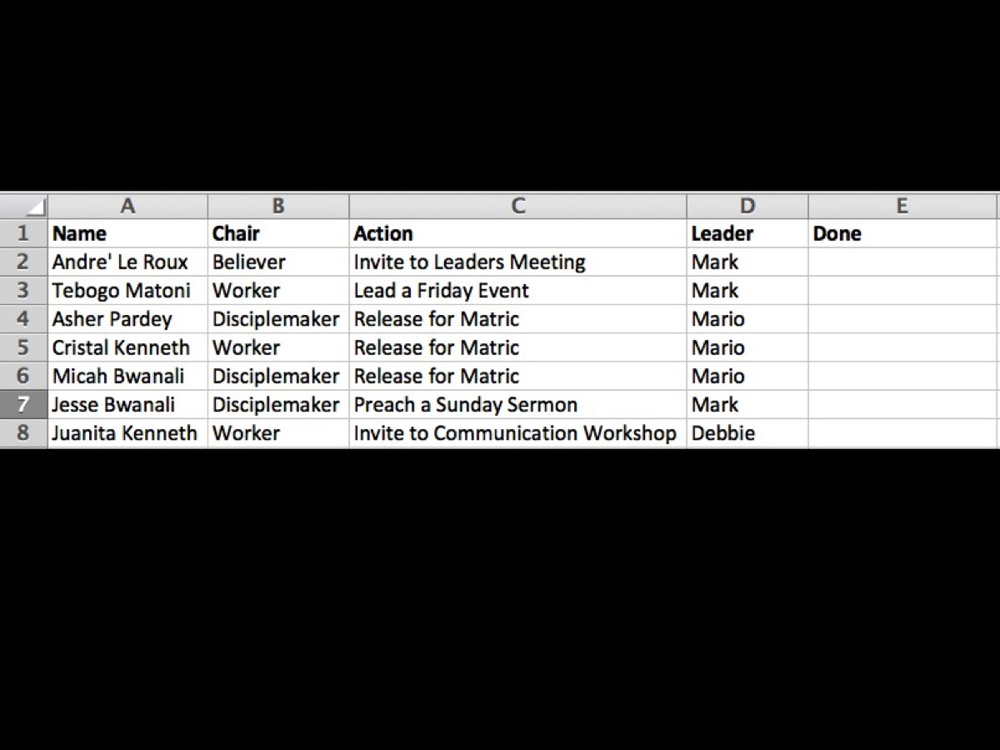 A B C D E
1 Name Chair Action Leader Done
2 Andre' Le Roux Believer Invite to Leaders Meeting Mark
3 Tebogo Matoni Worker Lead a Friday Event Mark
4 Asher Pardey Disciplemaker Release for Matric Mario
5 Cristal Kenneth Worker Release for Matric Mario
6 Micah Bwanali Disciplemaker Release for Matric Mario
7 Jesse Bwanali Disciplemaker Preach a Sunday Sermon Mark
8 Juanita Kenneth Worker Invite to Communication Workshop Debbie